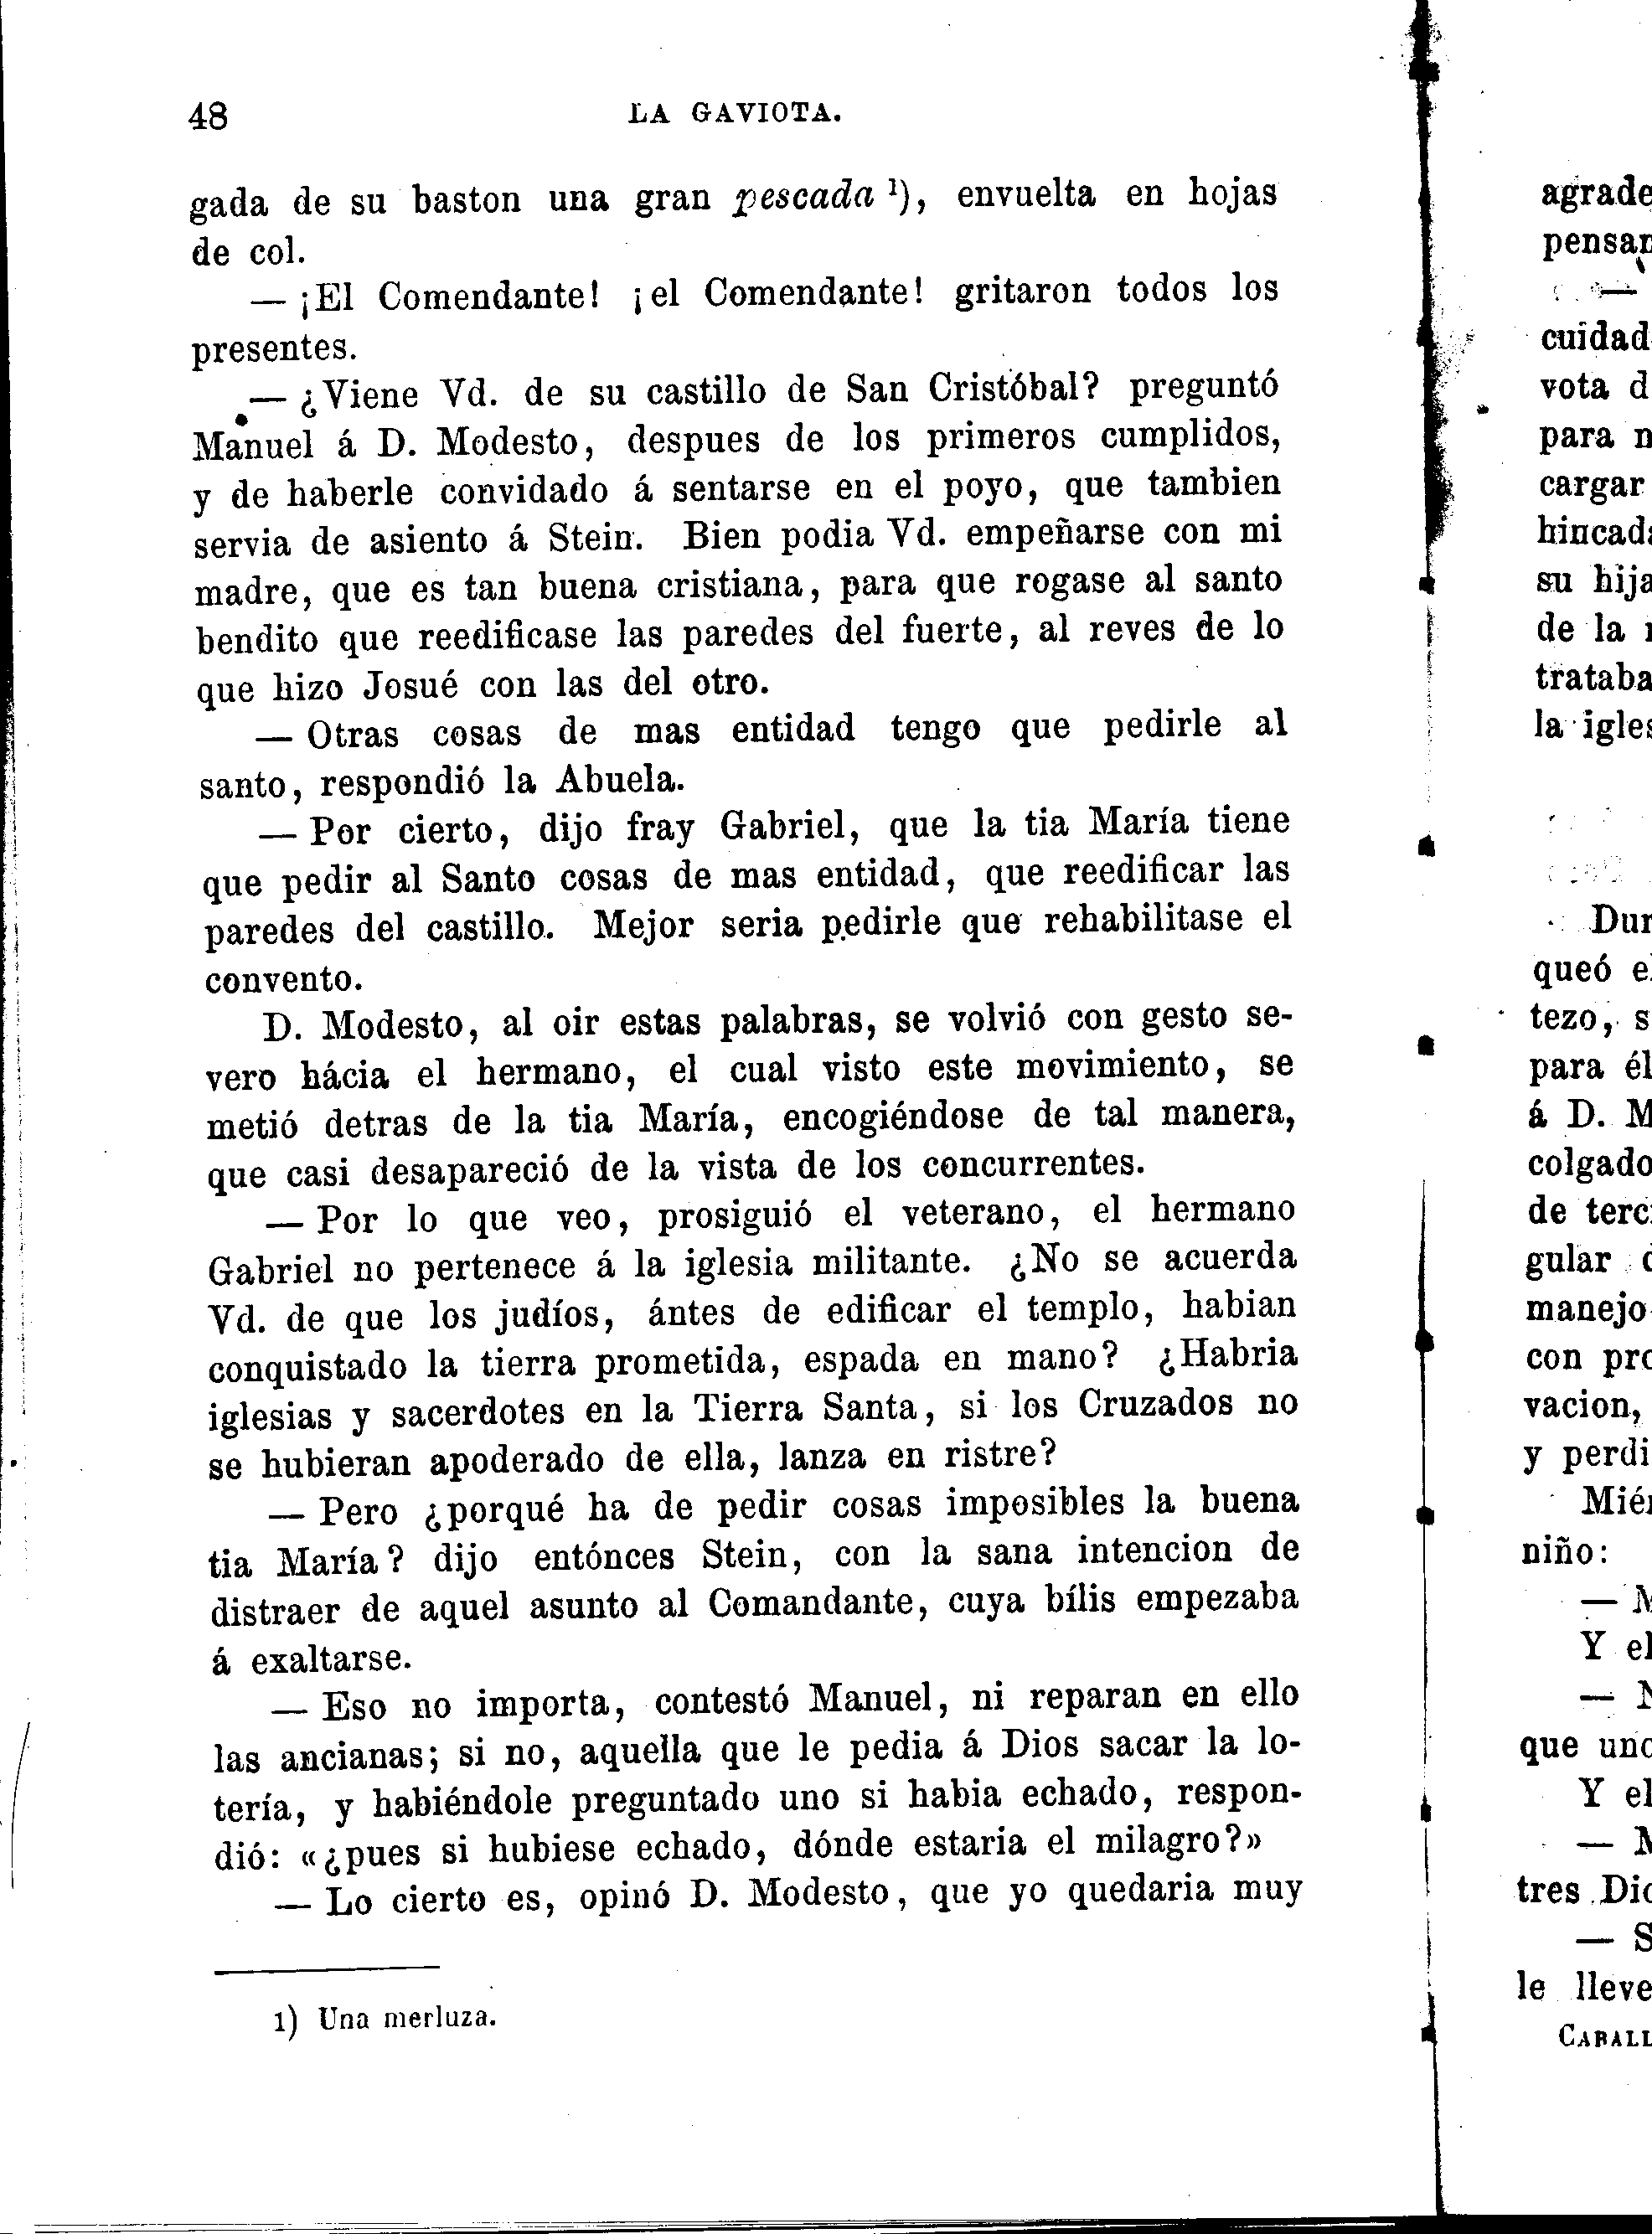 48 LA GAVIOTA.
gada de su baston una gran pescada ¹), envuelta en hojas
de col.
— ¡El Comendante! ¡el Comendante! gritaron todos los
presentes.
— ¿Viene Vd. de su castillo de San Cristóbal? preguntó
Manuel á D. Modesto, despues de los primeros cumplidos,
y de haberle convidado á sentarse en el poyo, que tambien
servia de asiento á Stein. Bien podia Vd. empeñarse con mi
madre, que es tan buena cristiana, para que rogase al santo
bendito que reedificase las paredes del fuerte, al reves de lo
que hizo Josué con las del otro.
— Otras cosas de mas entidad tengo que pedirle al
santo, respondió la Abuela.
— Por cierto, dijo fray Gabriel, que la tia María tiene
que pedir al Santo cosas de mas entidad, que reedificar las
paredes del castillo. Mejor seria pedirle que rehabilitase el
convento.
D. Modesto, al oir estas palabras, se volvió con gesto se-
vero hácia el hermano, el cual visto este movimiento, se
metió detras de la tia María, encogiéndose de tal manera,
que casi desapareció de la vista de los concurrentes.
— Por lo que veo, prosiguió el veterano, el hermano
Gabriel no pertenece á la iglesia militante. ¿No se acuerda
Vd. de que los judíos, ántes de edificar el templo, habian
conquistado la tierra prometida, espada en mano? ¿Habria
iglesias y sacerdotes en la Tierra Santa, si los Cruzados no
se hubieran apoderado de ella, lanza en ristre?
— Pero ¿porqué ha de pedir cosas imposibles la buena
tia María? dijo entónces Stein, con la sana intencion de
distraer de aquel asunto al Comandante, cuya bílis empezaba
á exaltarse.
— Eso no importa, contestó Manuel, ni reparan en ello
las ancianas; si no, aquella que le pedia á Dios sacar la lo-
tería, y habiéndole preguntado uno si habia echado, respon-
dió: «¿pues si hubiese echado, dónde estaria el milagro?»
— Lo cierto es, opinó D. Modesto, que yo quedaria muy
1) Una merluza.
agrade
pensar
—
cuidad
vota d
para
cargar
hincada
su hija
de la
trataba
la igles
Dur
queó el
tezo, s
para él
á D. M
colgado
de terc
gular
manejo
con pro
vacion,
y perdi
Mién
niño:
— M
Y el
—
que uno
Y el
—
tres Dio
— S
le lleve
CABALL